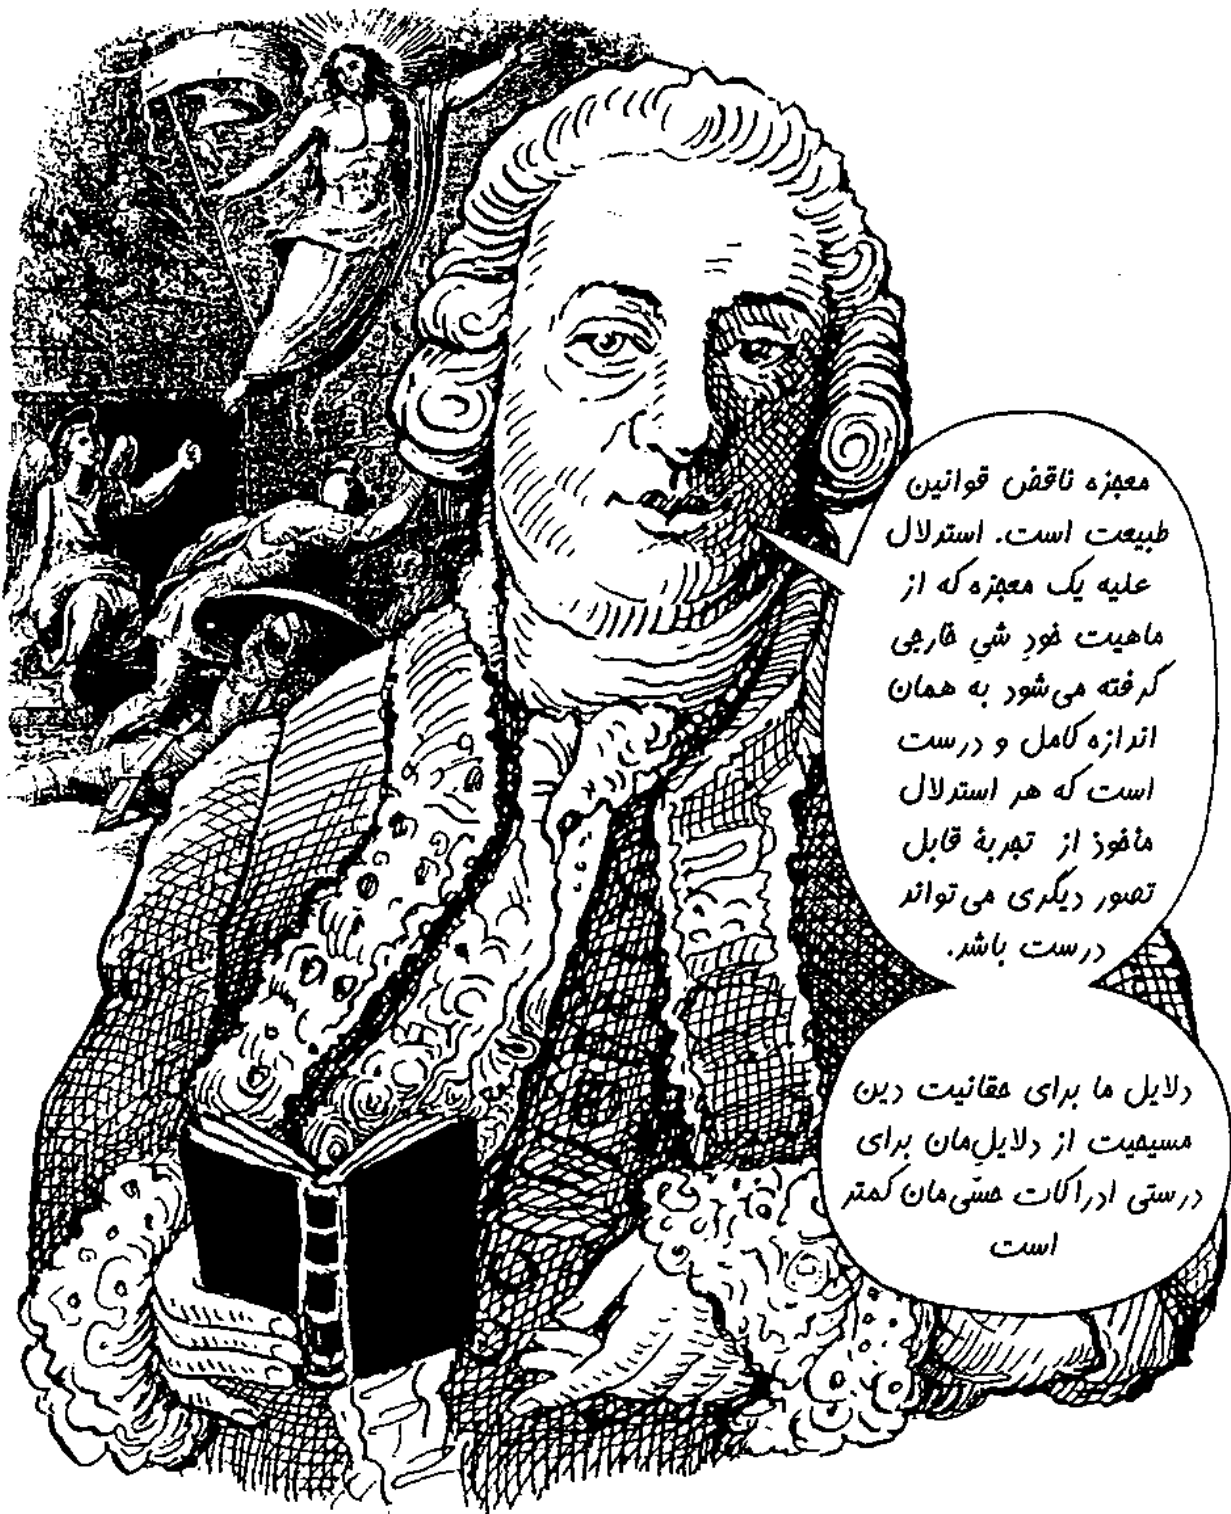 معجزه ناقض قوانین
طبیعت است. استدلال
علیه یک معجزه که از
ماهیت خودِ شیِ خارجی
گرفته می‌شود به همان
اندازه کامل و درست
است که هر استدلال
مأخوذ از تجربهٔ قابل
تصور دیگری می‌تواند
درست باشد.
دلایل ما برای حقانیت دین
مسیحیت از دلایلِ‌مان برای
درستی ادراکات حسّی‌مان کمتر
است